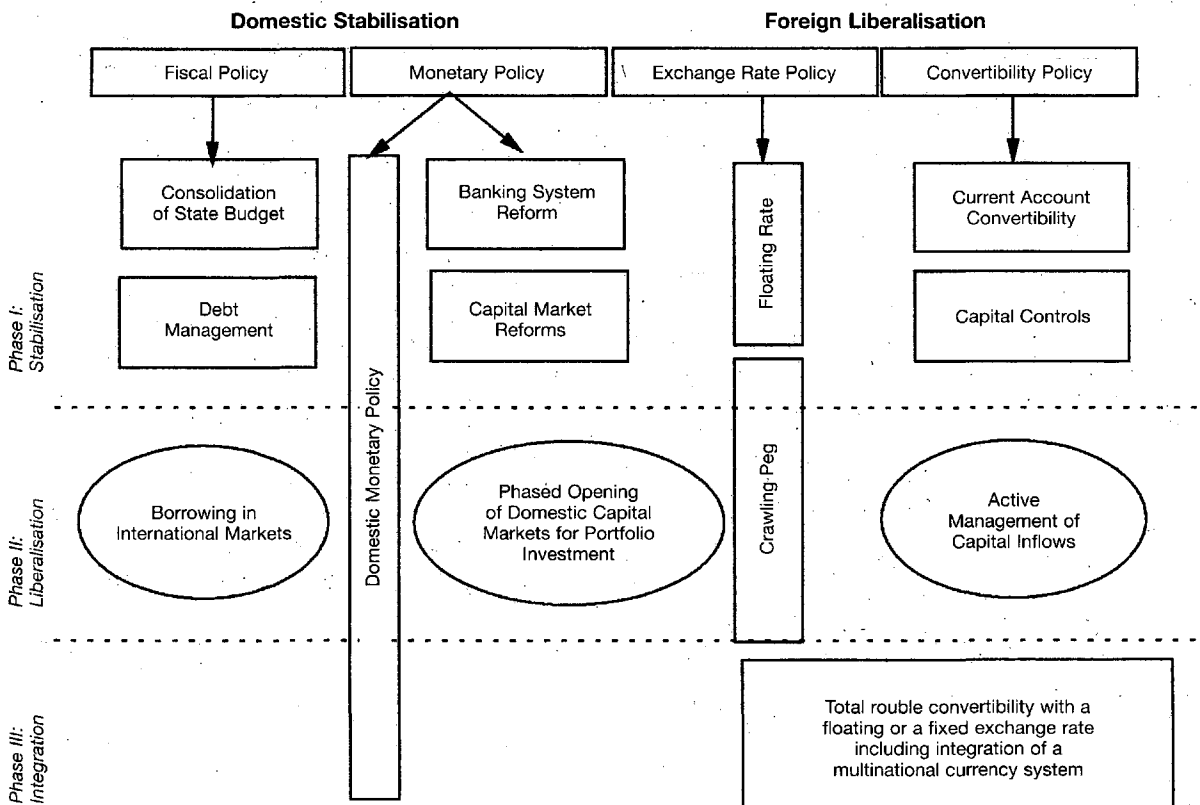 Domestic Stabilisation
Foreign Liberalisation
Fiscal Policy
Monetary Policy
Exchange Rate Policy
Convertibility Policy
Phase I:
Stabilisation
Consolidation
of State Budget
Debt
Management
Domestic Monetary Policy
Banking System
Reform
Capital Market
Reforms
Floating Rate
Current Account
Convertibility
Capital Controls
Phase II:
Liberalisation
Borrowing in
International Markets
Phased Opening
of Domestic Capital
Markets for Portfolio
Investment
Crawling-Peg
Active
Management of
Capital Inflows
Phase III:
Integration
Total rouble convertibility with a
floating or a fixed exchange rate
including integration of a
multinational currency system